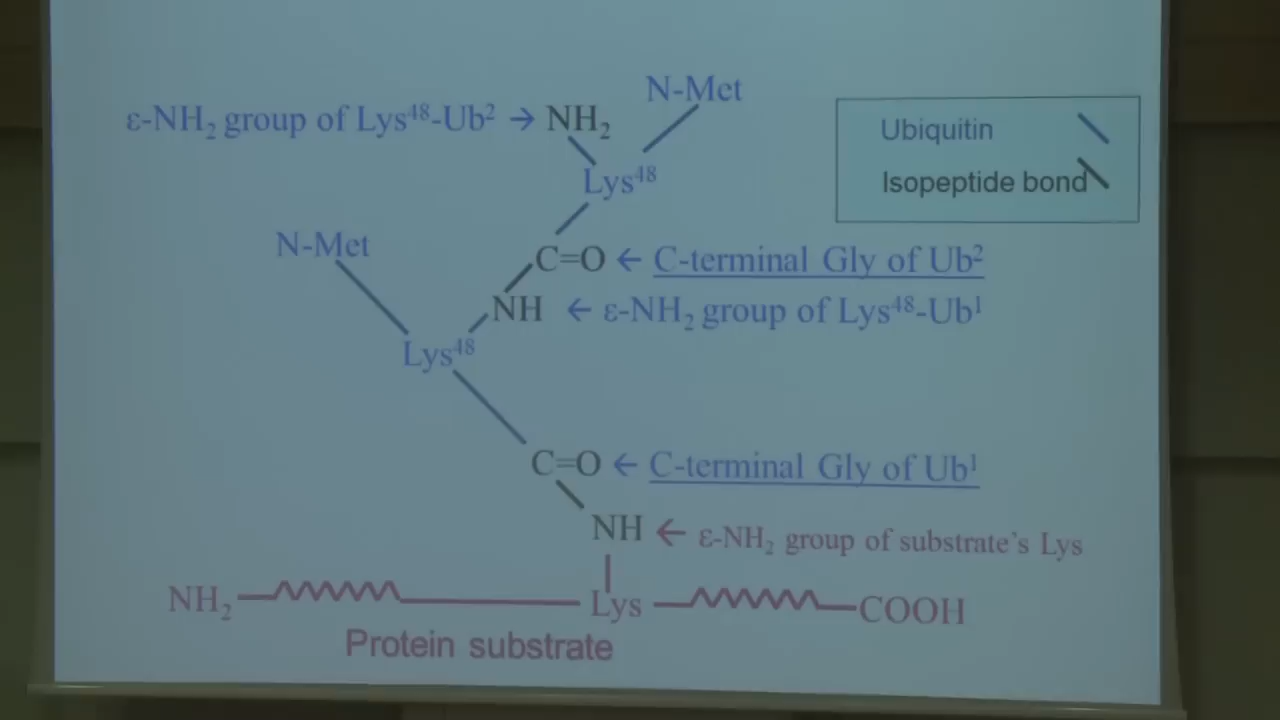 N-Met
ε-NH₂ group of Lys⁴⁸-Ub² → NH₂
Ubiquitin
Lys⁴⁸
Isopeptide bond
N-Met
C=O ← C-terminal Gly of Ub²
NH ← ε-NH₂ group of Lys⁴⁸-Ub¹
Lys⁴⁸
C=O ← C-terminal Gly of Ub¹
NH ← ε-NH₂ group of substrate's Lys
NH₂ Lys COOH
Protein substrate